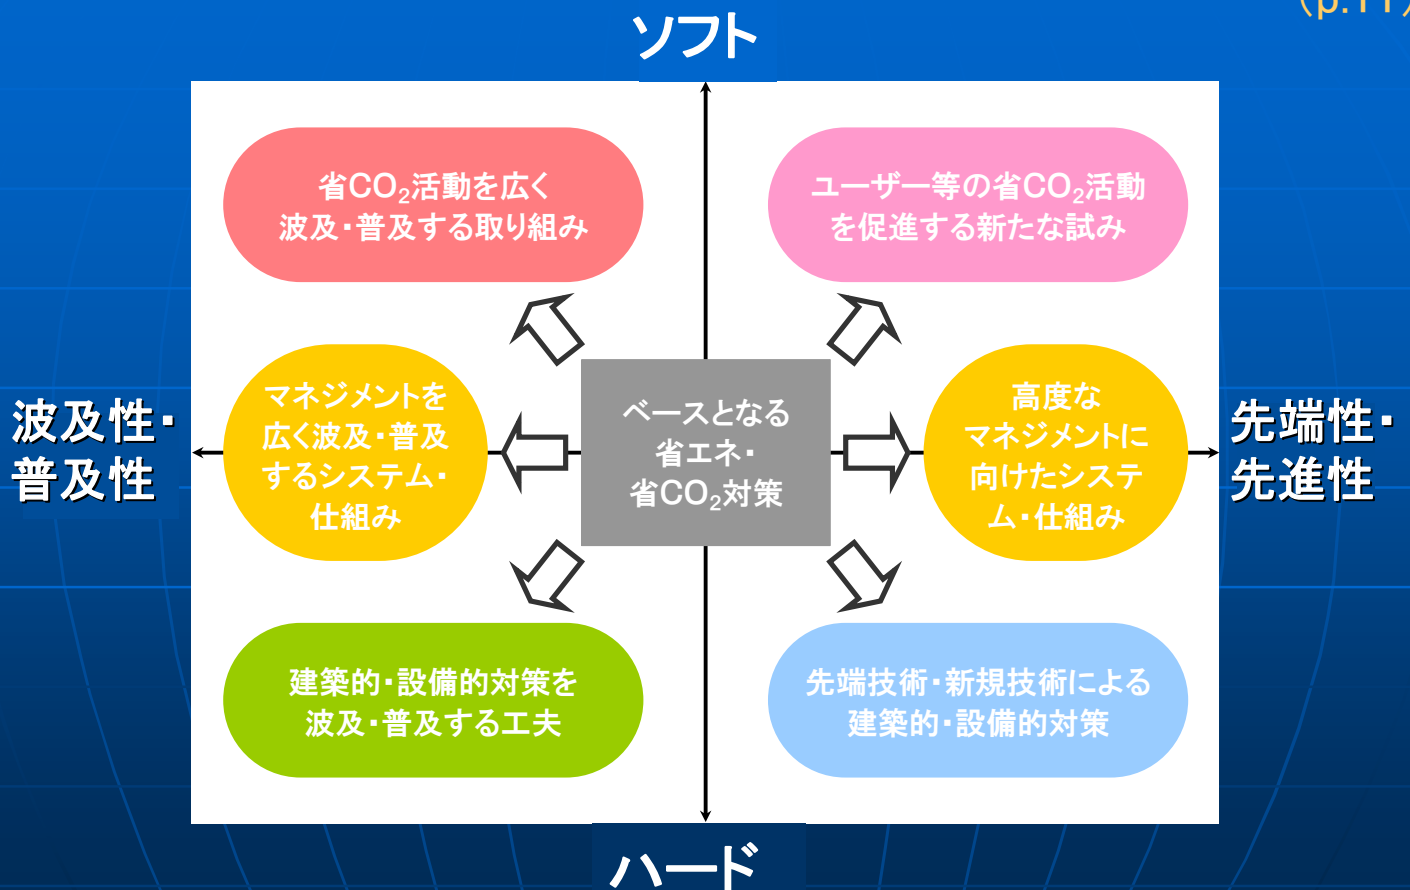 (p.11)
ソフト
省CO₂活動を広く
波及・普及する取り組み
ユーザー等の省CO₂活動
を促進する新たな試み
波及性・
普及性
マネジメントを
広く波及・普及
するシステム・
仕組み
ベースとなる
省エネ・
省CO₂対策
高度な
マネジメントに
向けたシステ
ム・仕組み
先端性・
先進性
建築的・設備的対策を
波及・普及する工夫
先端技術・新規技術による
建築的・設備的対策
ハード